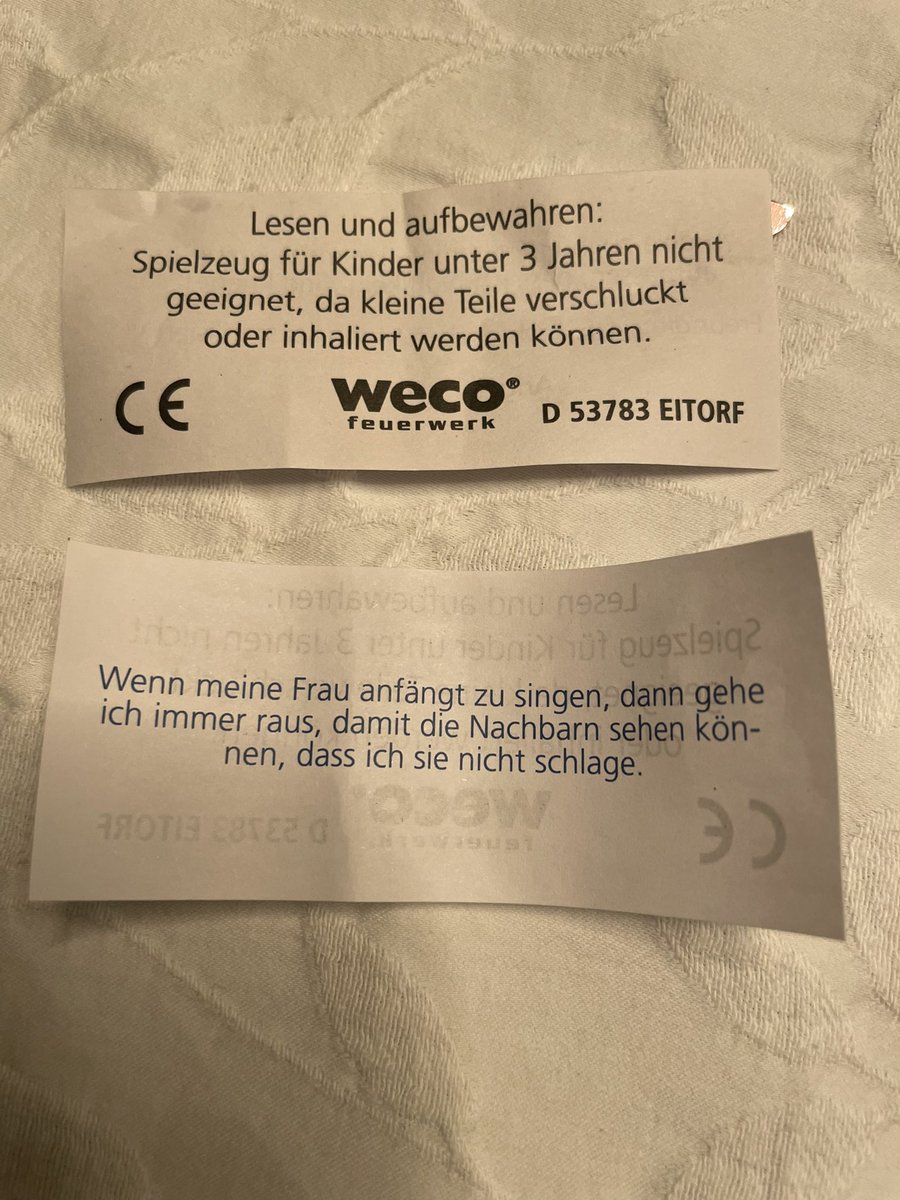 Lesen und aufbewahren:
Spielzeug für Kinder unter 3 Jahren nicht
geeignet, da kleine Teile verschluckt
oder inhaliert werden können.
CE
weco®
feuerwerk
D 53783 EITORF
Wenn meine Frau anfängt zu singen, dann gehe
ich immer raus, damit die Nachbarn sehen kön-
nen, dass ich sie nicht schlage.